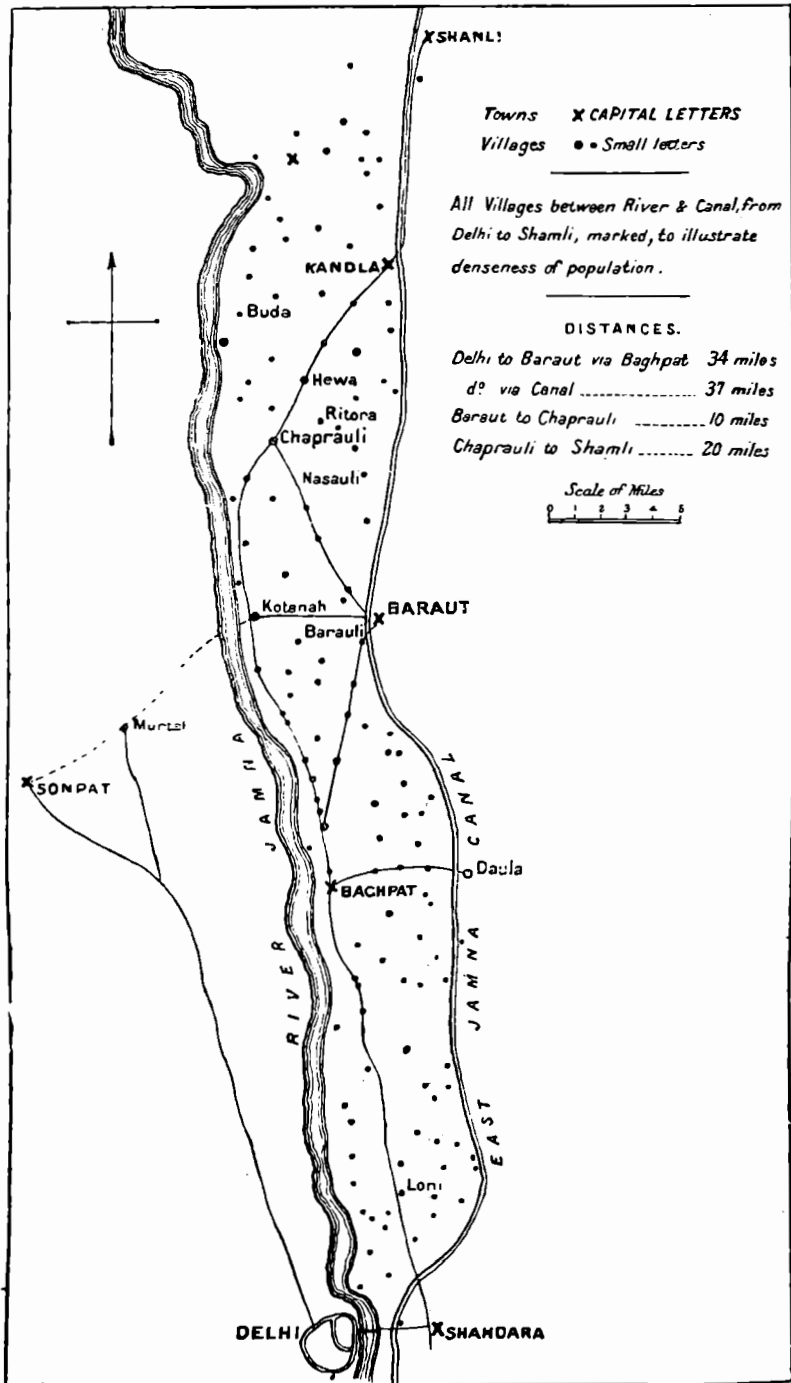 SHANLI
Towns X CAPITAL LETTERS
Villages • • Small letters
All Villages between River & Canal, from
Delhi to Shamli, marked, to illustrate
denseness of population.
KANDLA
Buda
DISTANCES.
Delhi to Baraut via Baghpat 34 miles
do via Canal ---------- 37 miles
Baraut to Chaprauli ------- 10 miles
Chaprauli to Shamli ------- 20 miles
Hewa
Ritora
Chaprauli
Nasauli
Scale of Miles
0 1 2 3 4 5
Kotanah
BARAUT
Barauli
SONPAT
RIVER JAMNA
EAST JAMNA CANAL
Daula
BAGHPAT
Loni
DELHI
SHAHDARA